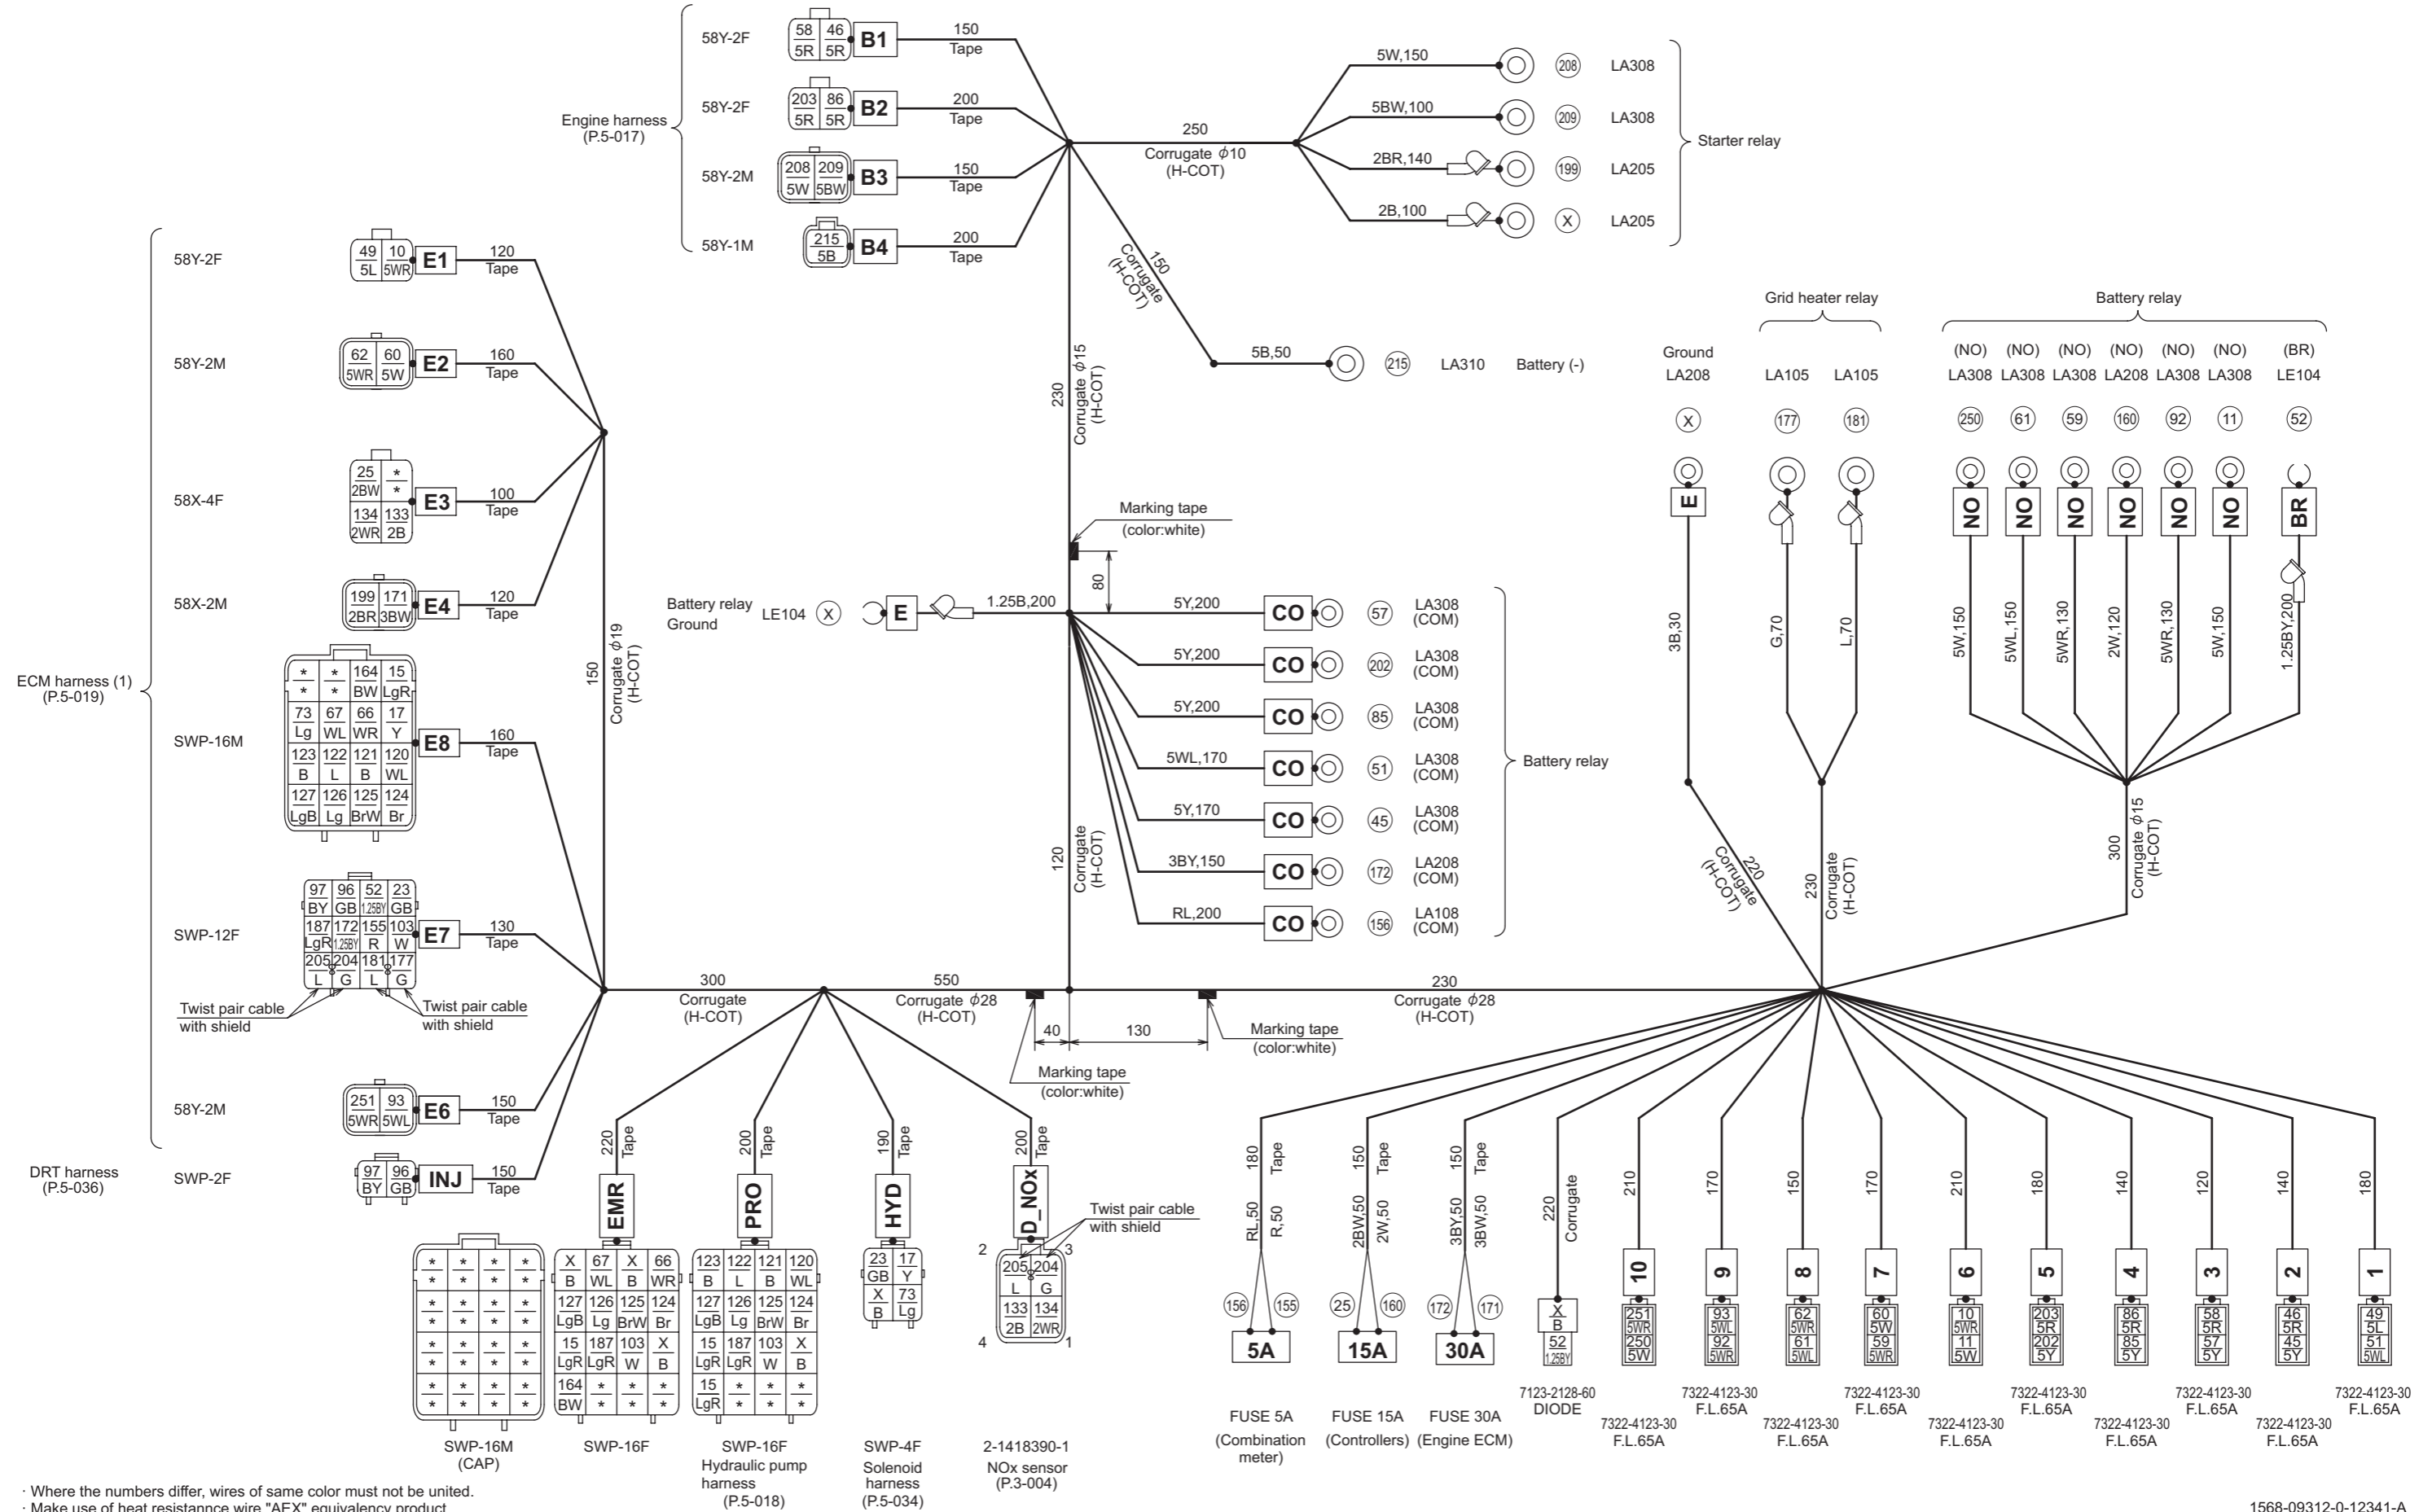 Engine harness
(P.5-017)
58Y-2F
58 46
5R 5R
B1
150
Tape
58Y-2F
203 86
5R 5R
B2
200
Tape
58Y-2M
208 209
5W 5BW
B3
150
Tape
58Y-1M
215
5B
B4
200
Tape
250
Corrugate ϕ10
(H-COT)
5W,150
208
LA308
5BW,100
209
LA308
2BR,140
199
LA205
2B,100
X
LA205
Starter relay
150
Corrugate
(H-COT)
5B,50
215
LA310
Battery (-)
230
Corrugate ϕ15
(H-COT)
ECM harness (1)
(P.5-019)
58Y-2F
49 10
5L 5WR
E1
120
Tape
58Y-2M
62 60
5WR 5W
E2
160
Tape
58X-4F
25 *
2BW *
134 133
2WR 2B
E3
100
Tape
58X-2M
199 171
2BR 3BW
E4
120
Tape
SWP-16M
* * 164 15
* * BW LgR
73 67 66 17
Lg WL WR Y
123 122 121 120
B L B WL
127 126 125 124
LgB Lg BrW Br
E8
160
Tape
SWP-12F
97 96 52 23
BY GB 1.25BY GB
187 172 155 103
LgR 1.25BY R W
205 204 181 177
L G L G
E7
130
Tape
Twist pair cable
with shield
Twist pair cable
with shield
58Y-2M
251 93
5WR 5WL
E6
150
Tape
DRT harness
(P.5-036)
SWP-2F
97 96
BY GB
INJ
150
Tape
150
Corrugate ϕ19
(H-COT)
Marking tape
(color:white)
80
Battery relay
Ground
LE104
X
E
1.25B,200
5Y,200
CO
57
LA308
(COM)
5Y,200
CO
202
LA308
(COM)
5Y,200
CO
85
LA308
(COM)
5WL,170
CO
51
LA308
(COM)
5Y,170
CO
45
LA308
(COM)
3BY,150
CO
172
LA208
(COM)
RL,200
CO
156
LA108
(COM)
Battery relay
120
Corrugate
(H-COT)
Ground
LA208
X
E
3B,30
220
Corrugate
(H-COT)
Grid heater relay
LA105 LA105
177 181
G,70
L,70
230
Corrugate
(H-COT)
Battery relay
(NO) (NO) (NO) (NO) (NO) (NO) (BR)
LA308 LA308 LA308 LA208 LA308 LA308 LE104
250 61 59 160 92 11 52
NO NO NO NO NO NO BR
5W,150
5WL,150
5WR,130
2W,120
5WR,130
5W,150
1.25BY,200
300
Corrugate ϕ15
(H-COT)
300
Corrugate
(H-COT)
550
Corrugate ϕ28
(H-COT)
40
130
Marking tape
(color:white)
Marking tape
(color:white)
230
Corrugate ϕ28
(H-COT)
* * * *
* * * *
* * * *
* * * *
* * * *
* * * *
* * * *
* * * *
SWP-16M
(CAP)
220
Tape
EMR
X 67 X 66
B WL B WR
127 126 125 124
LgB Lg BrW Br
15 187 103 X
LgR LgR W B
164 * * *
BW * * *
SWP-16F
200
Tape
PRO
123 122 121 120
B L B WL
127 126 125 124
LgB Lg BrW Br
15 187 103 X
LgR LgR W B
15 * * *
LgR * * *
SWP-16F
Hydraulic pump
harness
(P.5-018)
190
Tape
HYD
23 17
GB Y
X 73
B Lg
SWP-4F
Solenoid
harness
(P.5-034)
200
Tape
D_NOx
Twist pair cable
with shield
2 3
205 204
L G
133 134
2B 2WR
4 1
2-1418390-1
NOx sensor
(P.3-004)
180
Tape
RL,50
R,50
156 155
5A
FUSE 5A
(Combination
meter)
150
Tape
2BW,50
2W,50
25 160
15A
FUSE 15A
(Controllers)
150
Tape
3BY,50
3BW,50
172 171
30A
FUSE 30A
(Engine ECM)
220
Corrugate
X
B
52
1.25BY
7123-2128-60
DIODE
210
10
251
5WR
250
5W
7322-4123-30
F.L.65A
170
9
93
5WL
92
5WR
7322-4123-30
F.L.65A
150
8
62
5WR
61
5WL
7322-4123-30
F.L.65A
170
7
60
5W
59
5WR
7322-4123-30
F.L.65A
210
6
10
5WR
11
5W
7322-4123-30
F.L.65A
180
5
203
5R
202
5Y
7322-4123-30
F.L.65A
140
4
86
5R
85
5Y
7322-4123-30
F.L.65A
120
3
58
5R
57
5Y
7322-4123-30
F.L.65A
140
2
46
5R
45
5Y
7322-4123-30
F.L.65A
180
1
49
5L
51
5WL
7322-4123-30
F.L.65A
· Where the numbers differ, wires of same color must not be united.
· Make use of heat resistannce wire "AEX" equivalency product
1568-09312-0-12341-A